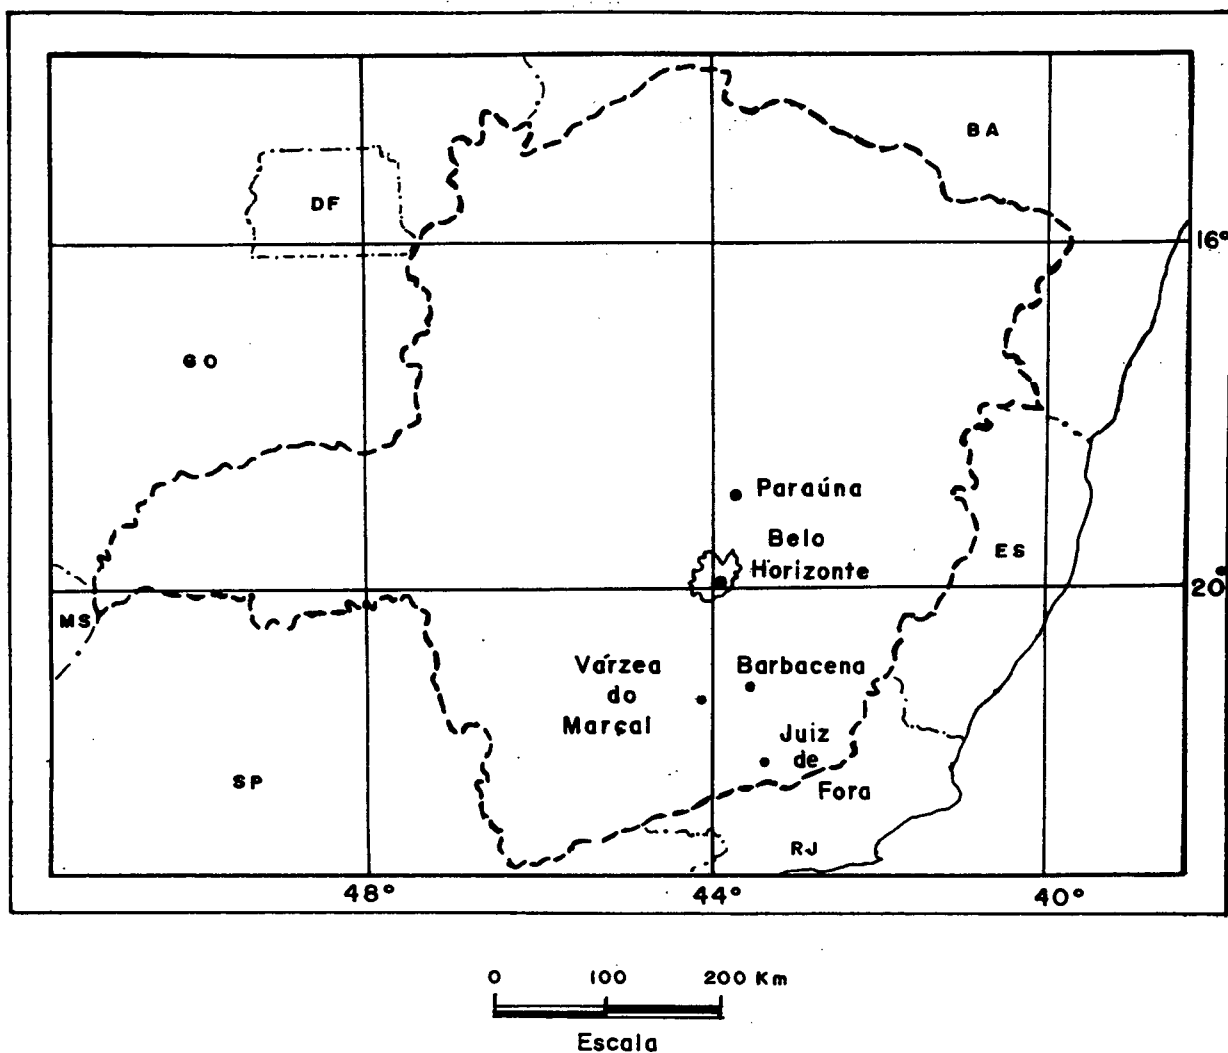 BA
DF
16°
GO
Paraúna
Belo
Horizonte
ES
20°
MS
Várzea
do
Marçal
Barbacena
Juiz
de
Fora
SP
RJ
48°
44°
40°
0 100 200 Km
Escala